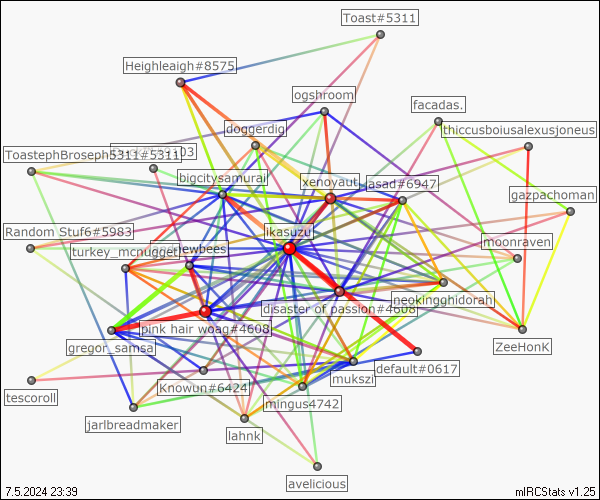 Toast#5311
Heighleaigh#8575
ogshroom
facadas.
doggerdig
thiccusboiusalexusjoneus
ToastephBroseph5311#5311
03
bigcitysamurai
xenoyaut
jasad#6947
gazpachoman
Random Stuf6#5983
ikasuzu
moonraven
turkey_mcnugget
newbees
disaster of passion#4608
neokingghidorah
pink hair woag#4608
gregor_samsa
ZeeHonK
default#0617
mukszi
Knowun#6424
tescoroll
mingus4742
jarlbreadmaker
lahnk
avelicious
7.5.2024 23:39
mIRCStats v1.25